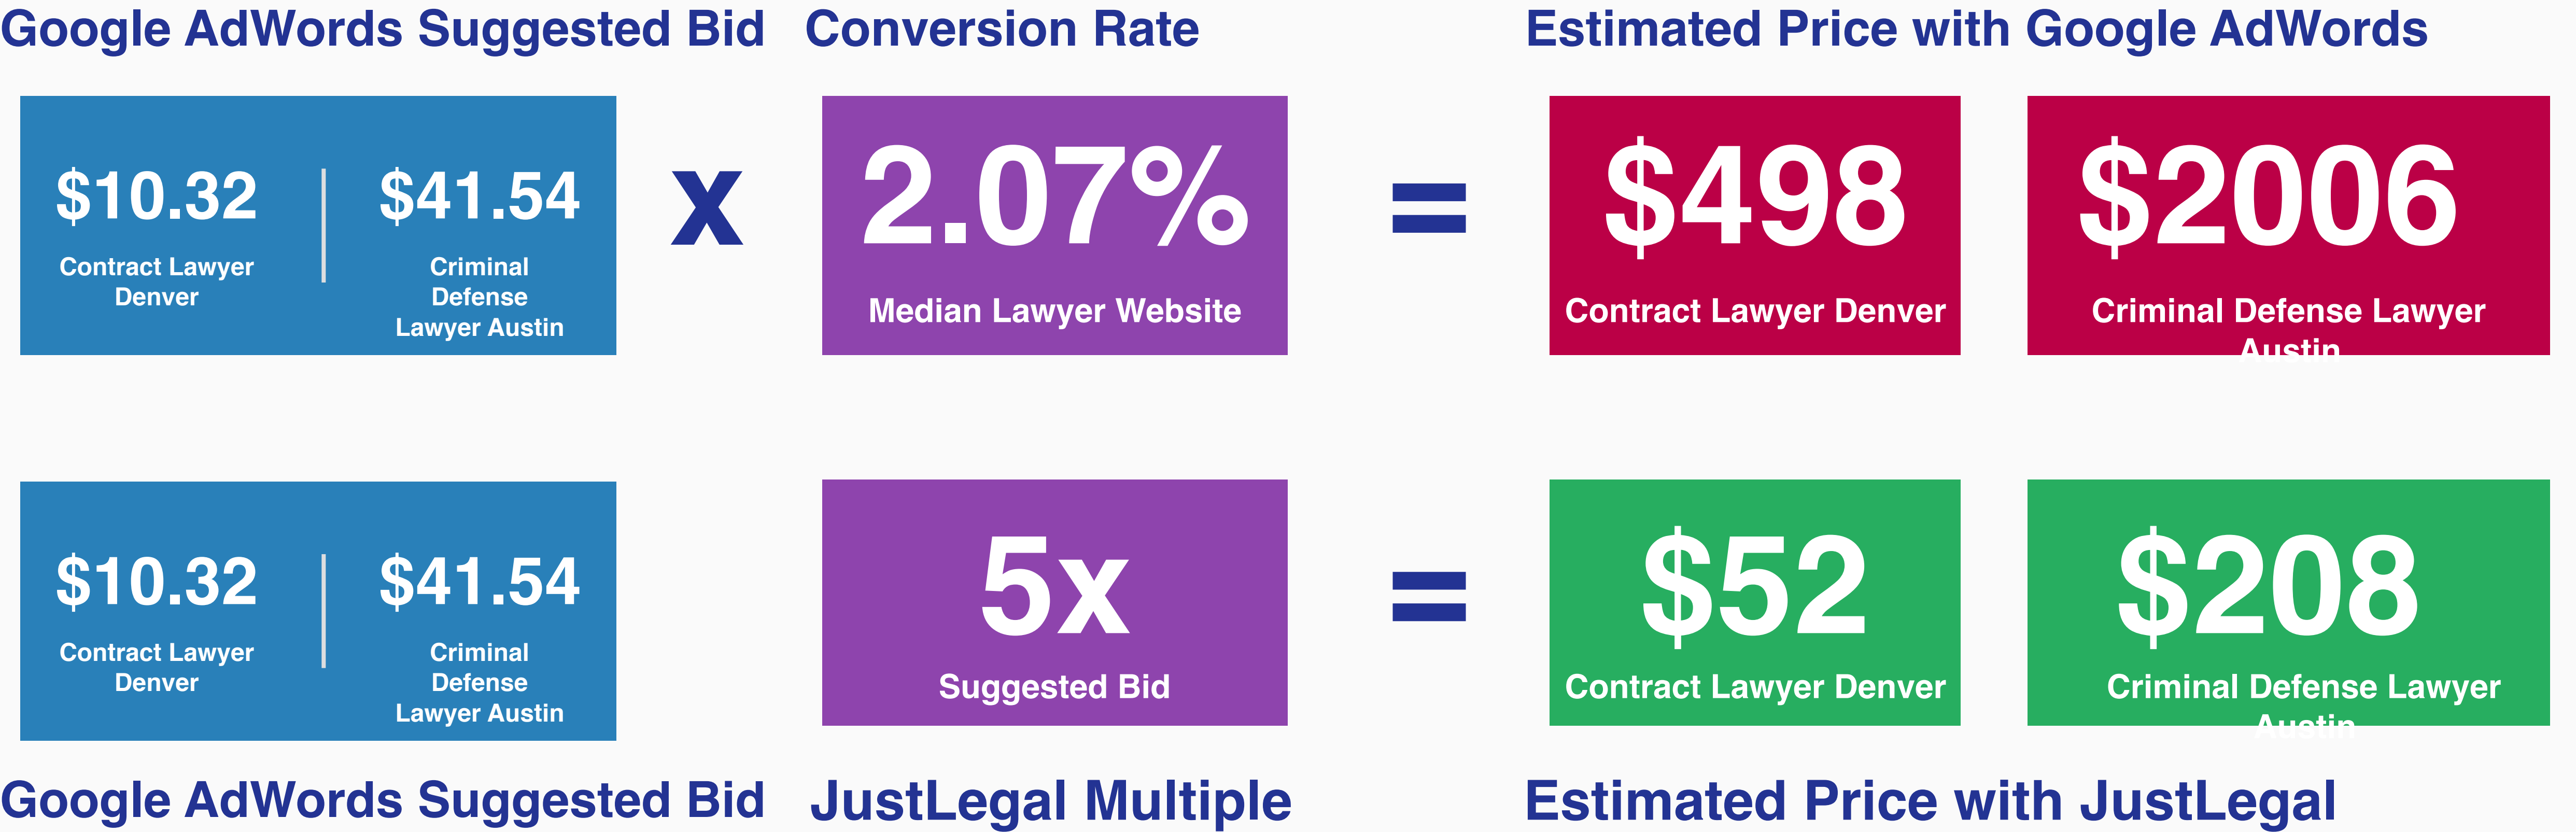 Google AdWords Suggested Bid
Conversion Rate
Estimated Price with Google AdWords
$10.32
Contract Lawyer
Denver
$41.54
Criminal
Defense
Lawyer Austin
x
2.07%
Median Lawyer Website
=
$498
Contract Lawyer Denver
$2006
Criminal Defense Lawyer
Austin
$10.32
Contract Lawyer
Denver
$41.54
Criminal
Defense
Lawyer Austin
5x
Suggested Bid
=
$52
Contract Lawyer Denver
$208
Criminal Defense Lawyer
Austin
Google AdWords Suggested Bid
JustLegal Multiple
Estimated Price with JustLegal